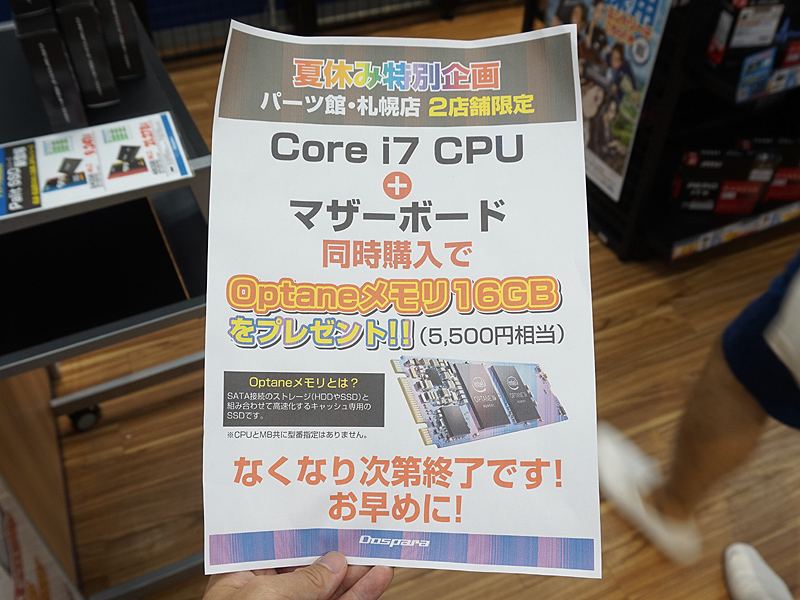 夏休み特別企画
パーツ館・札幌店 2店舗限定
Core i7 CPU
+
マザーボード
同時購入で
Optaneメモリ16GB
をプレゼント!!(5,500円相当)
Optaneメモリとは?
SATA接続のストレージ(HDDやSSD)と
組み合わせて高速化するキャッシュ専用の
SSDです。
※CPUとMB共に型番指定はありません。
なくなり次第終了です!
お早めに!
Dospara